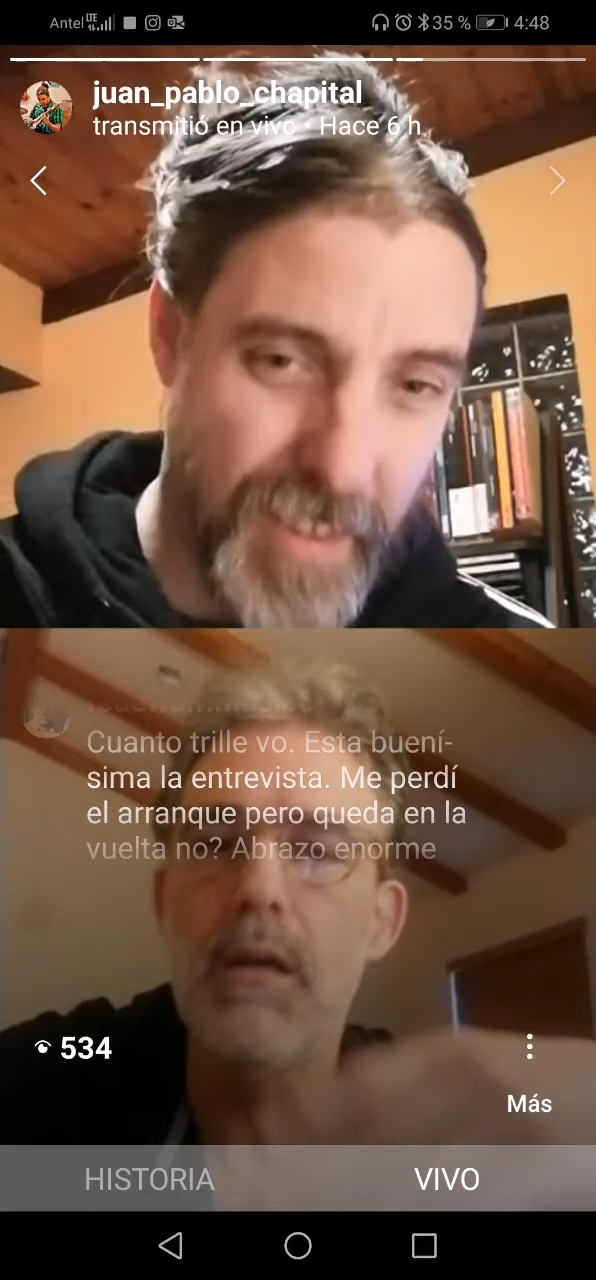 Antel LTE 35 % 4:48
juan_pablo_chapital
transmitió en vivo • Hace 6 h
Cuanto trille vo. Esta buení-
sima la entrevista. Me perdí
el arranque pero queda en la
vuelta no? Abrazo enorme
534
Más
HISTORIA VIVO